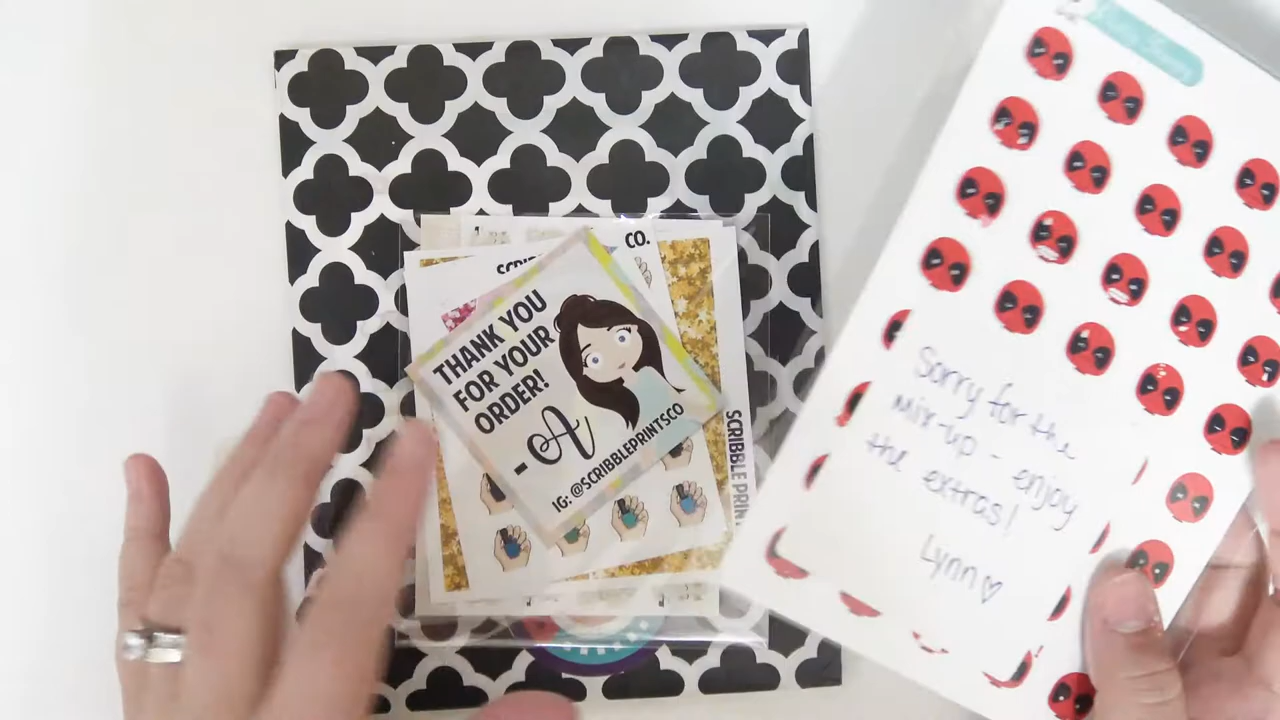 CO.
THANK YOU
FOR YOUR
ORDER!
-A
IG: @SCRIBBLEPRINTSCO
SCRIBBLE PRIN
Sorry for the
mix-up - enjoy
the extras!
Lynn♡